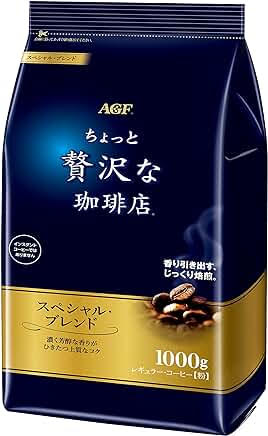 スペシャル・ブレンド
AGF
ちょっと
贅沢な
珈琲店
インスタント
コーヒーでは
ありません
香り引き出す、
じっくり焙煎。
スペシャル・
ブレンド
濃く芳醇な香りが
ひきたつ上質なコク
1000g
レギュラー・コーヒー【粉】